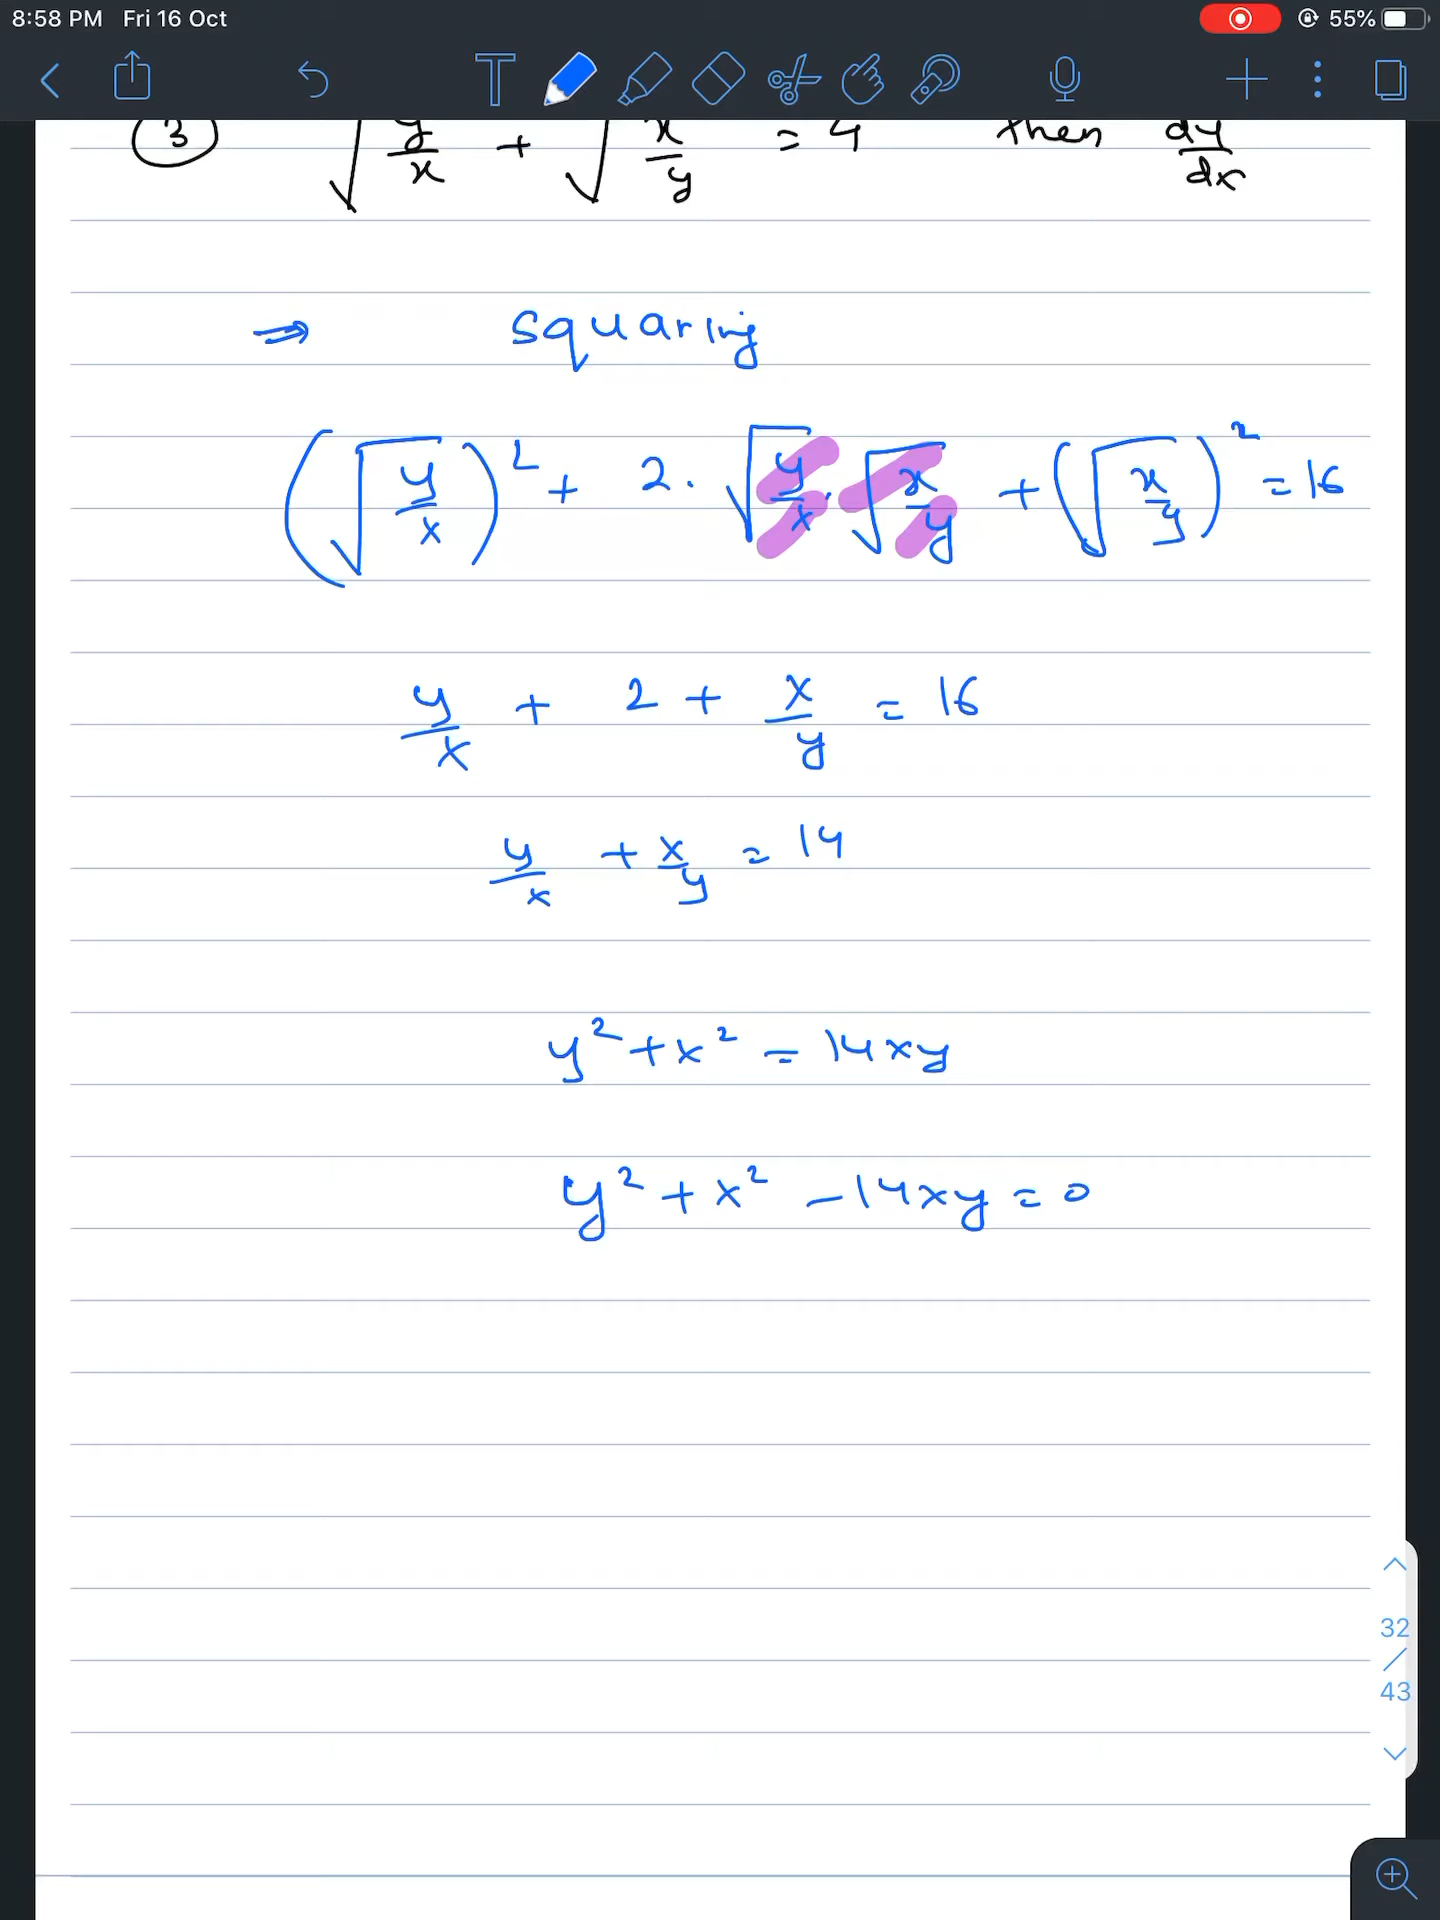 8:58 PM Fri 16 Oct 55%
T
③ √(y/x) + √(x/y) = 4 then dy/dx
⇒ squaring
(√(y/x))² + 2 · √(y/x) · √(x/y) + (√(x/y))² = 16
y/x + 2 + x/y = 16
y/x + x/y = 14
y² + x² = 14xy
y² + x² - 14xy = 0
32
/
43